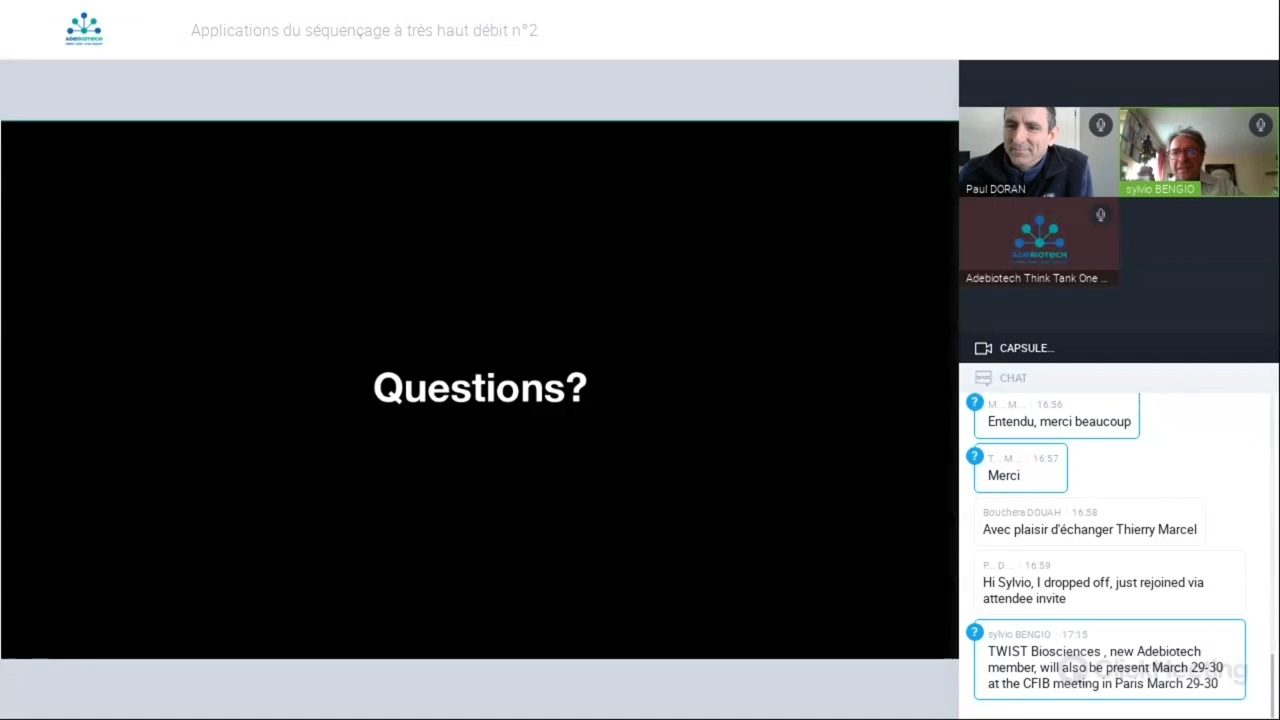 ADEBIOTECH
Applications du séquençage à très haut débit n°2
Questions?
Paul DORAN
sylvio BENGIO
ADEBIOTECH
Adebiotech Think Tank One ...
CAPSULE...
CHAT
M... M... 16:56
Entendu, merci beaucoup
T... M... 16:57
Merci
Bouchera DOUAH 16:58
Avec plaisir d'échanger Thierry Marcel
P... D... 16:59
Hi Sylvio, I dropped off, just rejoined via
attendee invite
sylvio BENGIO 17:15
TWIST Biosciences , new Adebiotech
member, will also be present March 29-30
at the CFIB meeting in Paris March 29-30
ClickMeeting